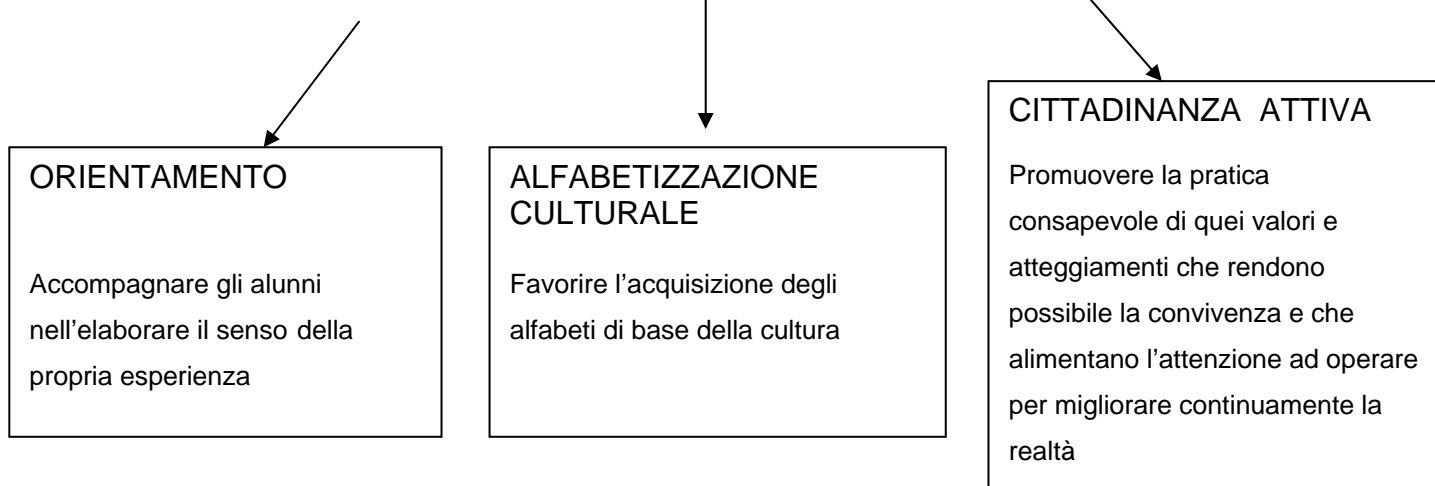 ORIENTAMENTO
Accompagnare gli alunni
nell’elaborare il senso della
propria esperienza
ALFABETIZZAZIONE
CULTURALE
Favorire l’acquisizione degli
alfabeti di base della cultura
CITTADINANZA ATTIVA
Promuovere la pratica
consapevole di quei valori e
atteggiamenti che rendono
possibile la convivenza e che
alimentano l’attenzione ad operare
per migliorare continuamente la
realtà